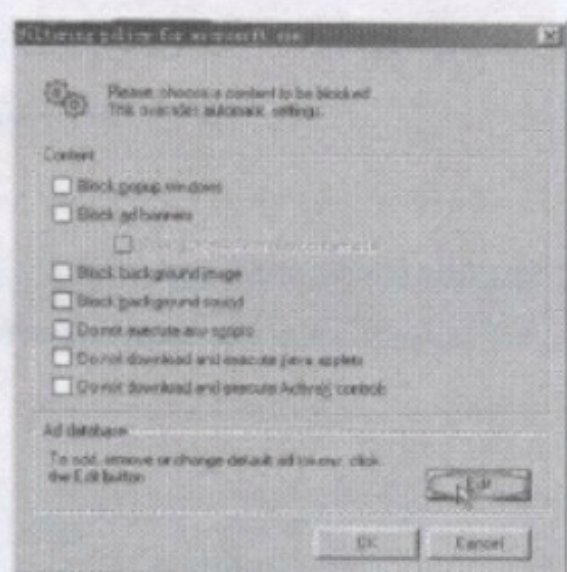 Filtering policy for microsoft.com
Please, choose a content to be blocked.
This overrides automatic settings.
Content
Block popup windows
Block ad banners
Block background image
Block background sound
Do not execute any scripts
Do not download and execute Java applets
Do not download and execute ActiveX controls
Ad database
To add, remove or change default ad tokens, click
the Edit button
Edit
OK
Cancel